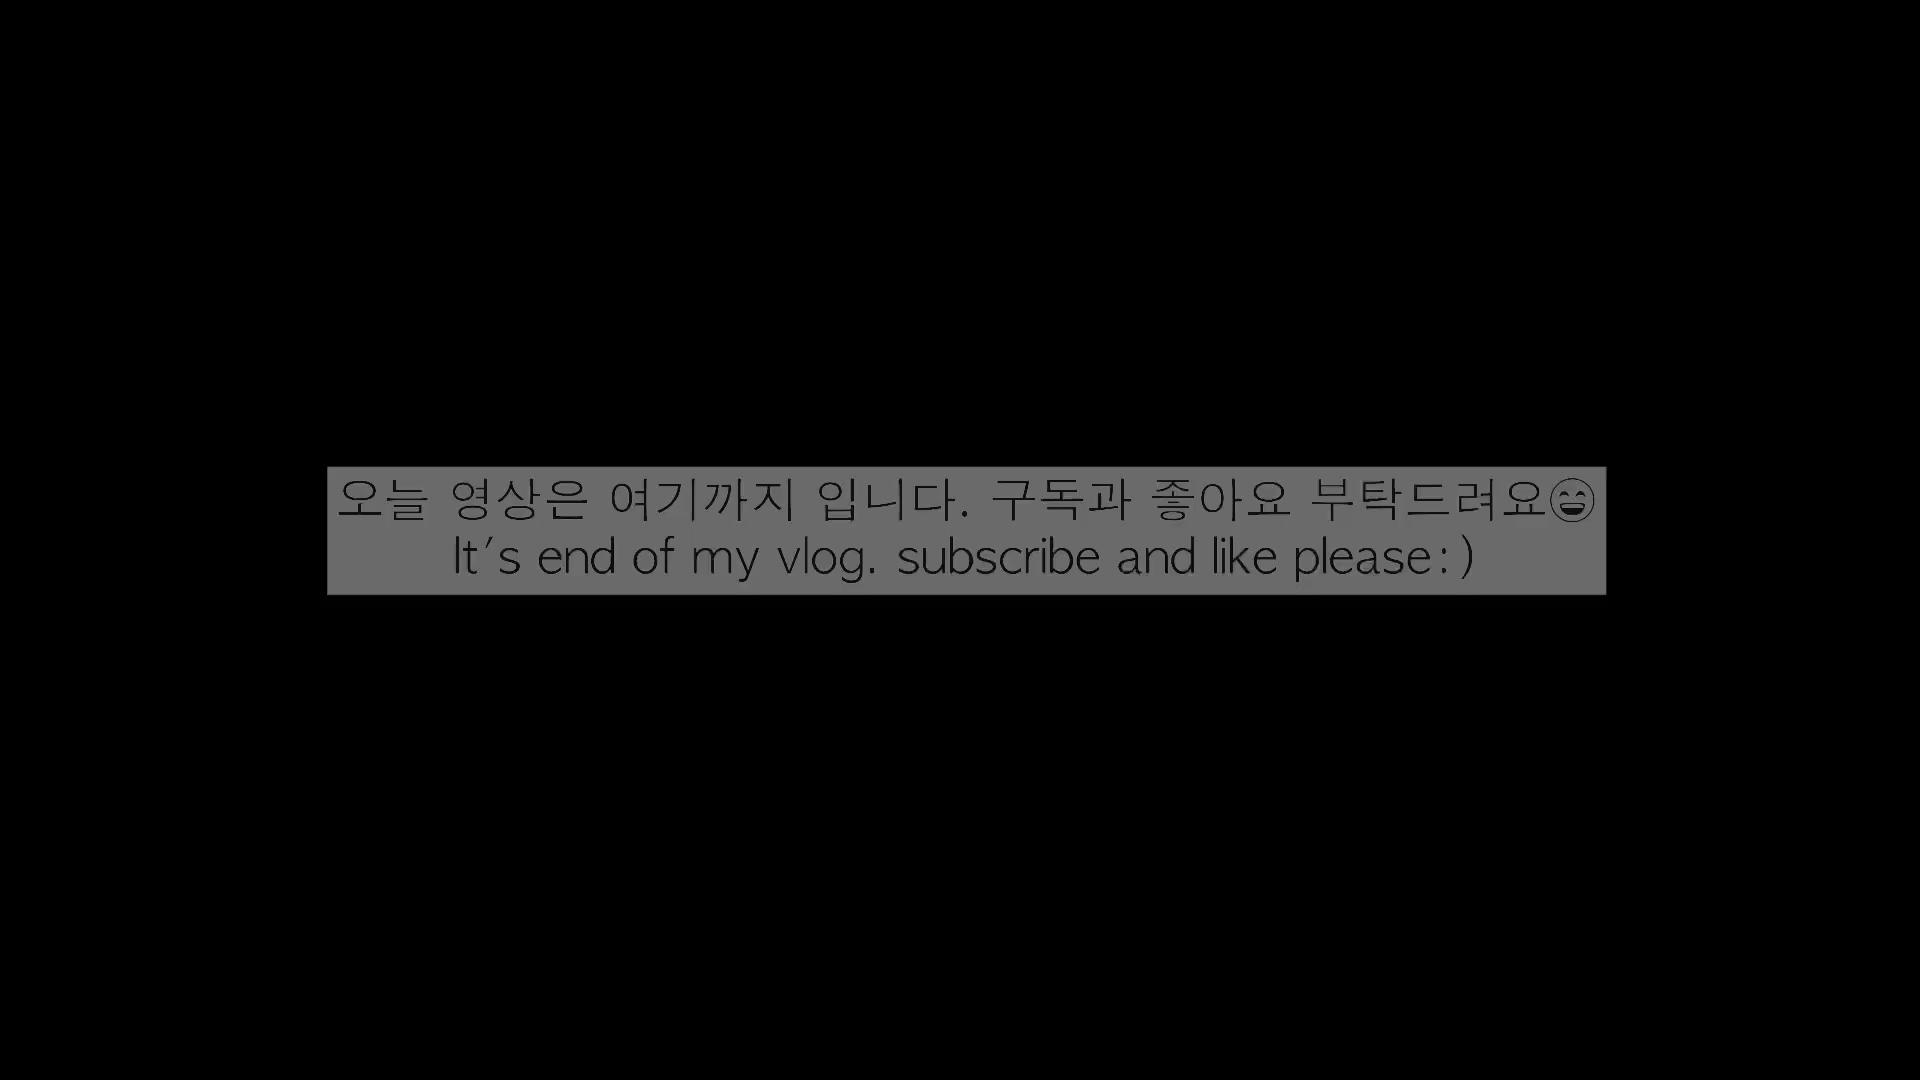 오늘 영상은 여기까지 입니다. 구독과 좋아요 부탁드려요😄
It's end of my vlog. subscribe and like please:)